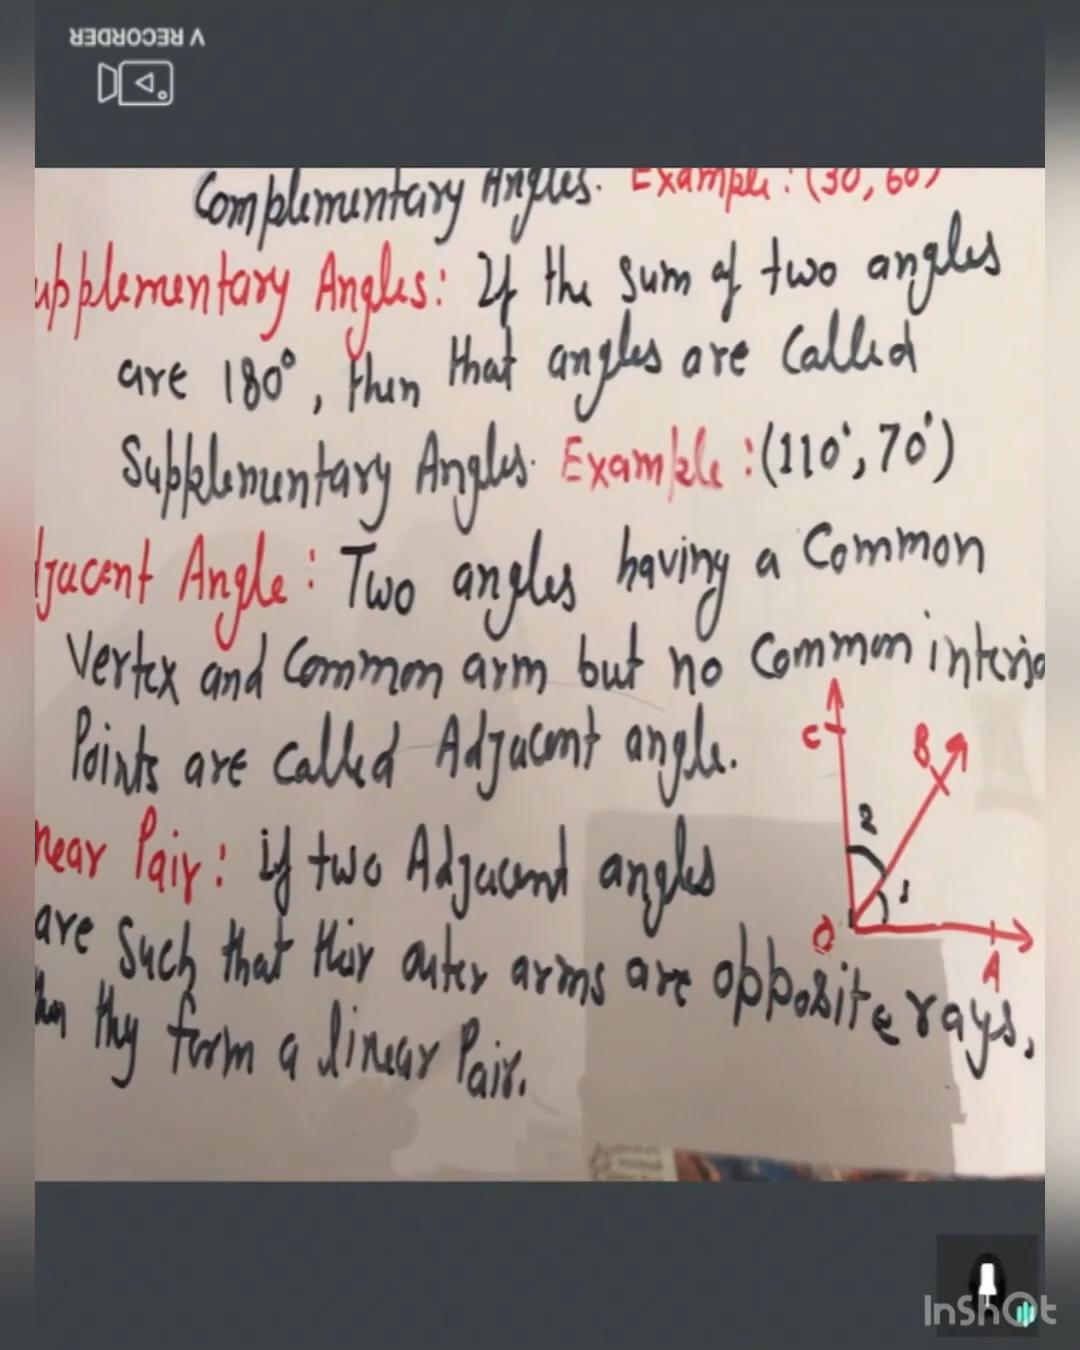 V RECORDER
Complementary Angles. Example : (30, 60)
upplementary Angles: If the sum of two angles
are 180°, then that angles are Called
Supplementary Angles. Example : (110°, 70°)
djacent Angle : Two angles having a Common
Vertex and Common arm but no Common interio
Points are called Adjacent angle.
C
B
2
1
O
A
near Pair : if two Adjacent angles
are Such that their outer arms are opposite rays,
then thy form a linear Pair.
InShOt